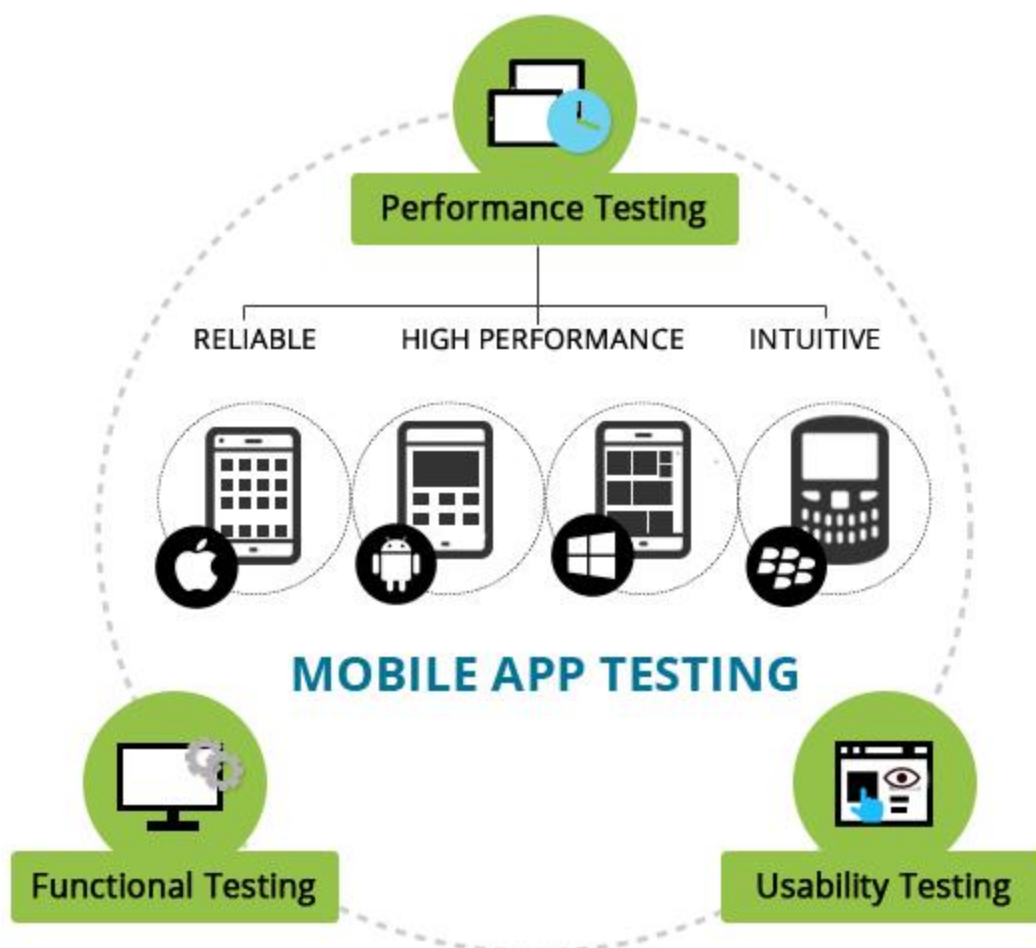 Performance Testing
RELIABLE HIGH PERFORMANCE INTUITIVE
MOBILE APP TESTING
Functional Testing Usability Testing